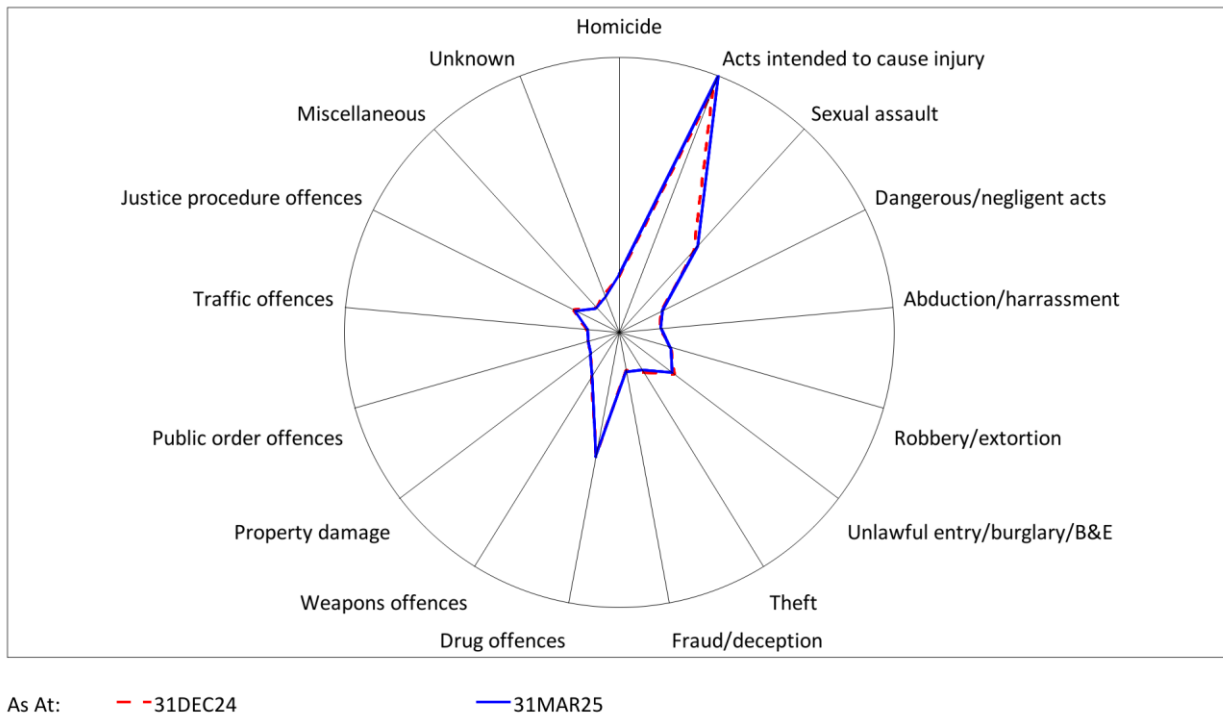 Homicide
Unknown
Acts intended to cause injury
Miscellaneous
Sexual assault
Justice procedure offences
Dangerous/negligent acts
Traffic offences
Abduction/harrassment
Public order offences
Robbery/extortion
Property damage
Unlawful entry/burglary/B&E
Weapons offences
Theft
Drug offences
Fraud/deception
As At: 31DEC24 31MAR25